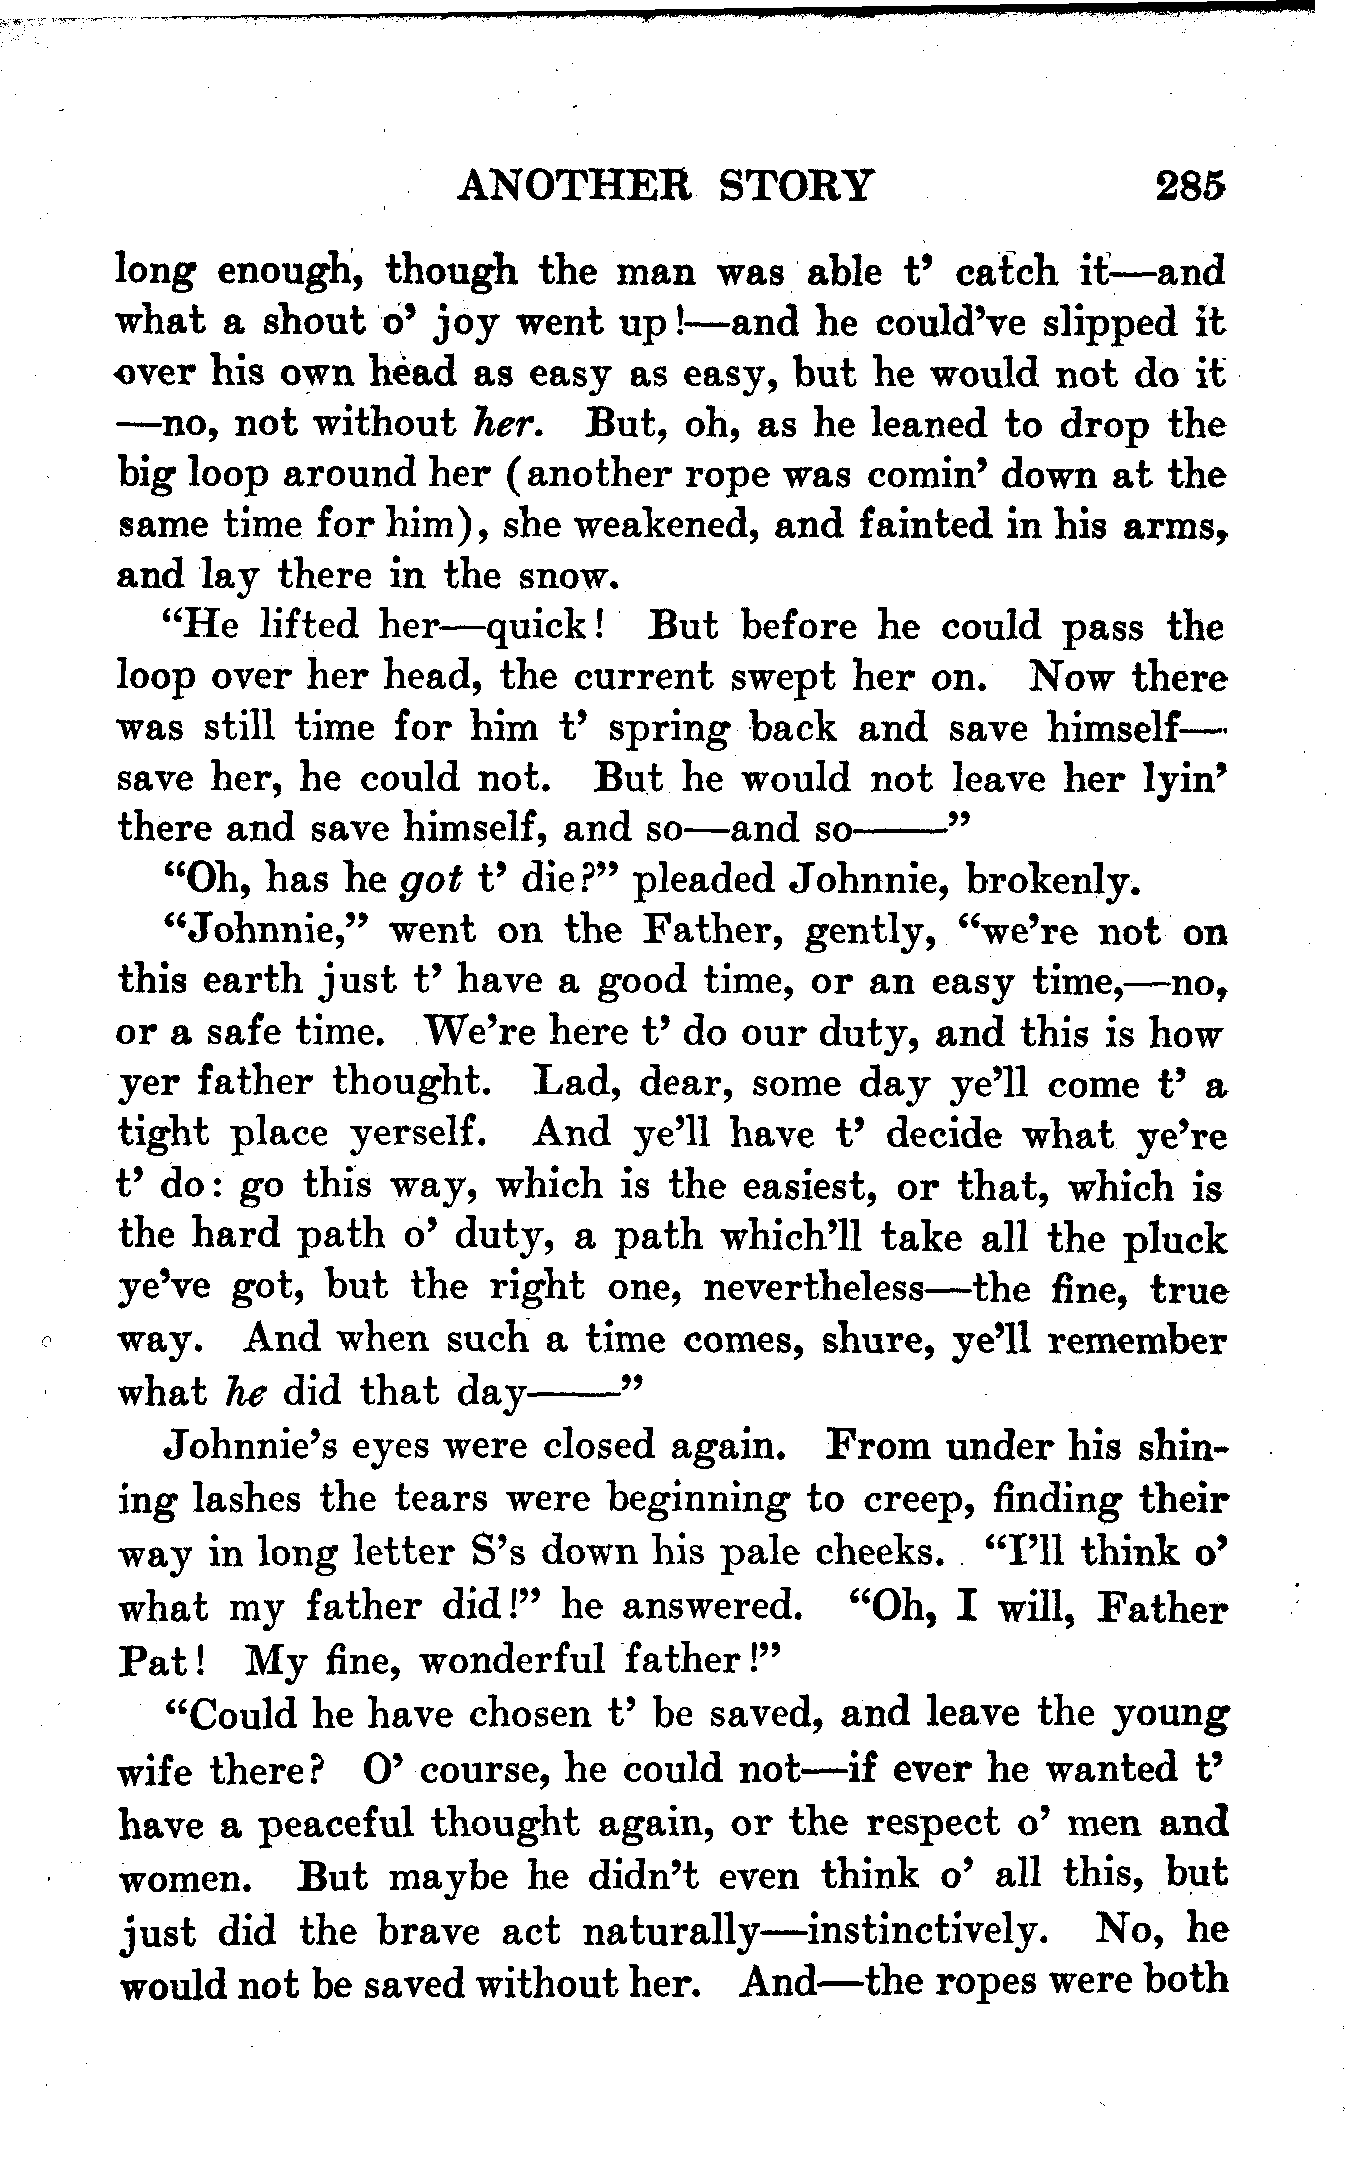 ANOTHER STORY 285
long enough, though the man was able t' catch it—and
what a shout o' joy went up!—and he could've slipped it
over his own head as easy as easy, but he would not do it
—no, not without her. But, oh, as he leaned to drop the
big loop around her (another rope was comin' down at the
same time for him), she weakened, and fainted in his arms,
and lay there in the snow.
"He lifted her—quick! But before he could pass the
loop over her head, the current swept her on. Now there
was still time for him t' spring back and save himself—
save her, he could not. But he would not leave her lyin'
there and save himself, and so—and so——"
"Oh, has he got t' die?" pleaded Johnnie, brokenly.
"Johnnie," went on the Father, gently, "we're not on
this earth just t' have a good time, or an easy time,—no,
or a safe time. We're here t' do our duty, and this is how
yer father thought. Lad, dear, some day ye'll come t' a
tight place yerself. And ye'll have t' decide what ye're
t' do: go this way, which is the easiest, or that, which is
the hard path o' duty, a path which'll take all the pluck
ye've got, but the right one, nevertheless—the fine, true
way. And when such a time comes, shure, ye'll remember
what he did that day——"
Johnnie's eyes were closed again. From under his shin-
ing lashes the tears were beginning to creep, finding their
way in long letter S's down his pale cheeks. "I'll think o'
what my father did!" he answered. "Oh, I will, Father
Pat! My fine, wonderful father!"
"Could he have chosen t' be saved, and leave the young
wife there? O' course, he could not—if ever he wanted t'
have a peaceful thought again, or the respect o' men and
women. But maybe he didn't even think o' all this, but
just did the brave act naturally—instinctively. No, he
would not be saved without her. And—the ropes were both